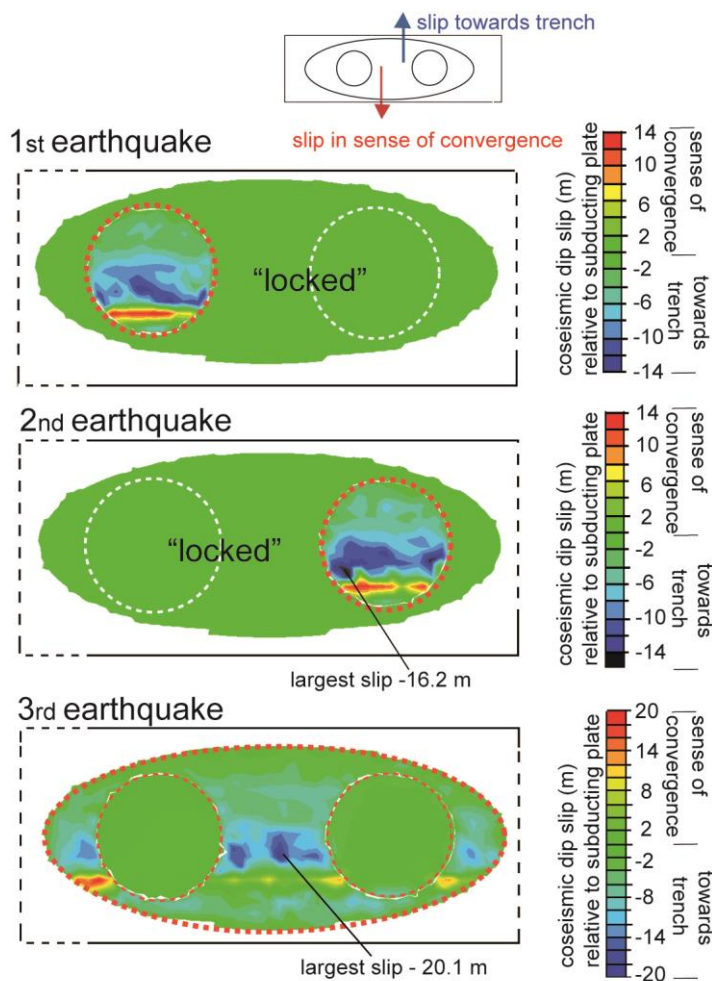 slip towards trench
slip in sense of convergence
1st earthquake
"locked"
14
10
6
2
-2
-6
-10
-14
coseismic dip slip (m)
relative to subducting plate
sense of
convergence
towards
trench
2nd earthquake
"locked"
largest slip -16.2 m
14
10
6
2
-2
-6
-10
-14
coseismic dip slip (m)
relative to subducting plate
sense of
convergence
towards
trench
3rd earthquake
largest slip - 20.1 m
20
14
8
2
-2
-8
-14
-20
coseismic dip slip (m)
relative to subducting plate
sense of
convergence
towards
trench